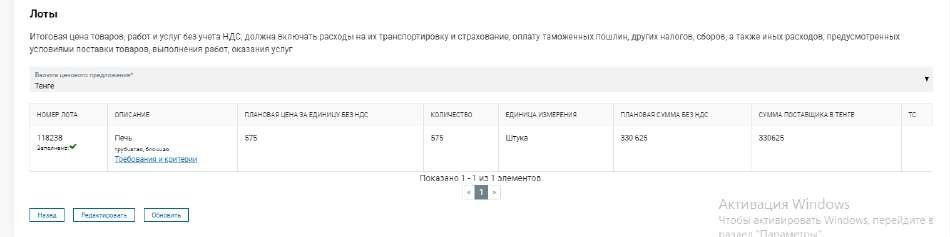 Лоты
Итоговая цена товаров, работ и услуг без учета НДС, должна включать расходы на их транспортировку и страхование, оплату таможенных пошлин, других налогов, сборов, а также иных расходов, предусмотренных
условиями поставки товаров, выполнения работ, оказания услуг
Валюта ценового предложения*
Тенге
НОМЕР ЛОТА ОПИСАНИЕ ПЛАНОВАЯ ЦЕНА ЗА ЕДИНИЦУ БЕЗ НДС КОЛИЧЕСТВО ЕДИНИЦА ИЗМЕРЕНИЯ ПЛАНОВАЯ СУММА БЕЗ НДС СУММА ПОСТАВЩИКА В ТЕНГЕ ТС
118238 Печь 575 575 Штука 330 625 330625
Заполнено: трубчатая,
Требования и критерии
Показано 1 - 1 из 1 элементов.
« 1 »
Назад Редактировать Обновить
Активация Windows
Чтобы активировать Windows, перейдите в
раздел "Параметры".